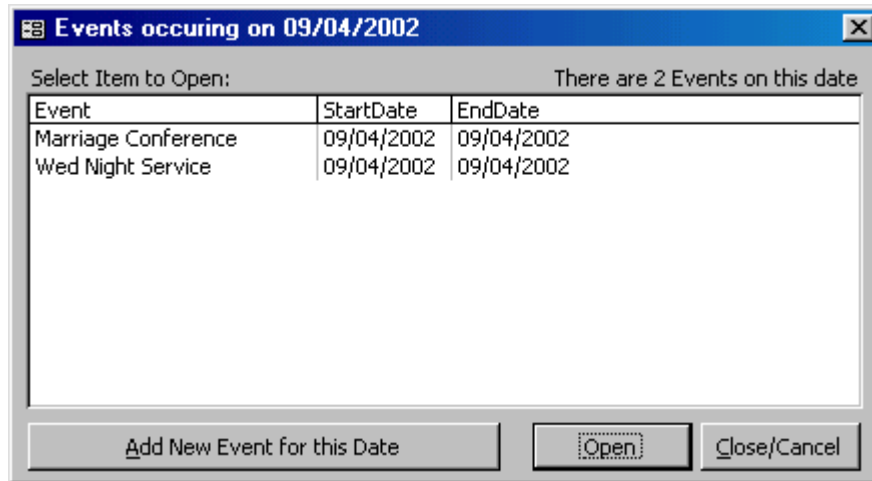 Events occuring on 09/04/2002
Select Item to Open: There are 2 Events on this date
Event StartDate EndDate
Marriage Conference 09/04/2002 09/04/2002
Wed Night Service 09/04/2002 09/04/2002
Add New Event for this Date Open Close/Cancel